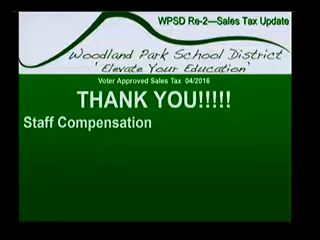 WPSD Re-2—Sales Tax Update
Woodland Park School District
'Elevate Your Education'
Voter Approved Sales Tax 04/2016
THANK YOU!!!!!
Staff Compensation